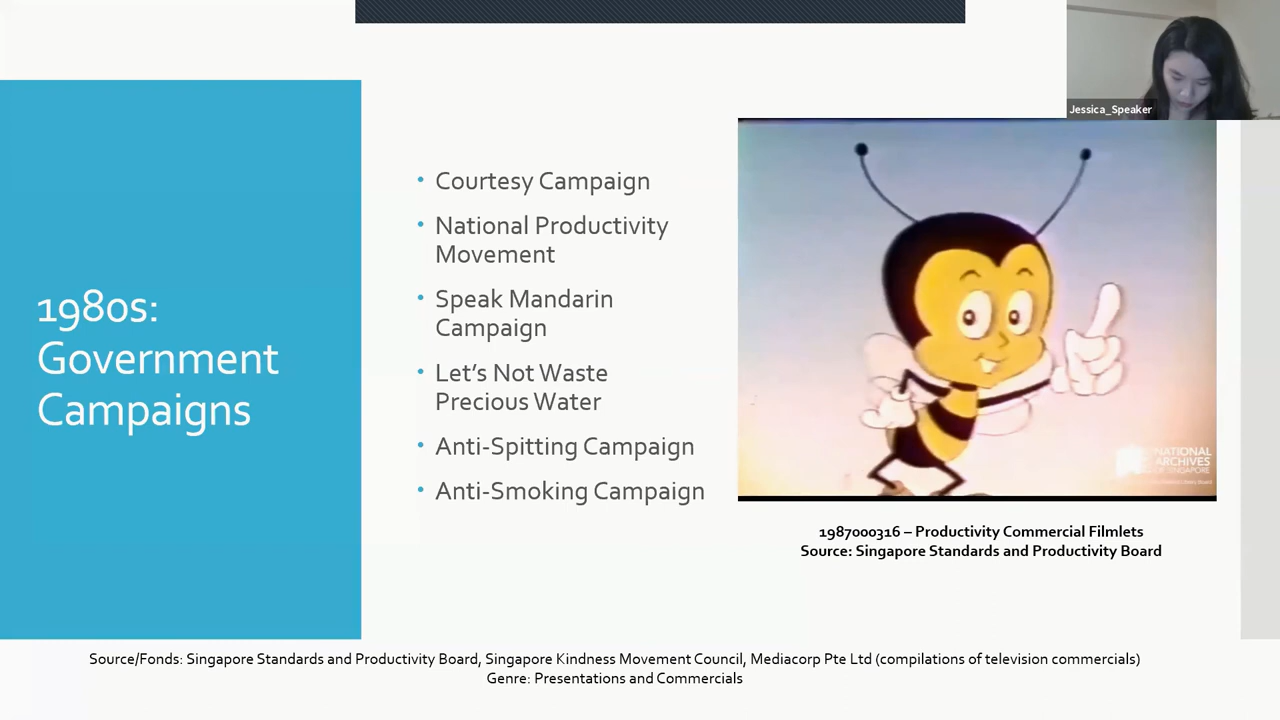 Jessica_Speaker
1980s:
Government
Campaigns
• Courtesy Campaign
• National Productivity
Movement
• Speak Mandarin
Campaign
• Let's Not Waste
Precious Water
• Anti-Spitting Campaign
• Anti-Smoking Campaign
NATIONAL
ARCHIVES
OF SINGAPORE
1987000316 – Productivity Commercial Filmlets
Source: Singapore Standards and Productivity Board
Source/Fonds: Singapore Standards and Productivity Board, Singapore Kindness Movement Council, Mediacorp Pte Ltd (compilations of television commercials)
Genre: Presentations and Commercials